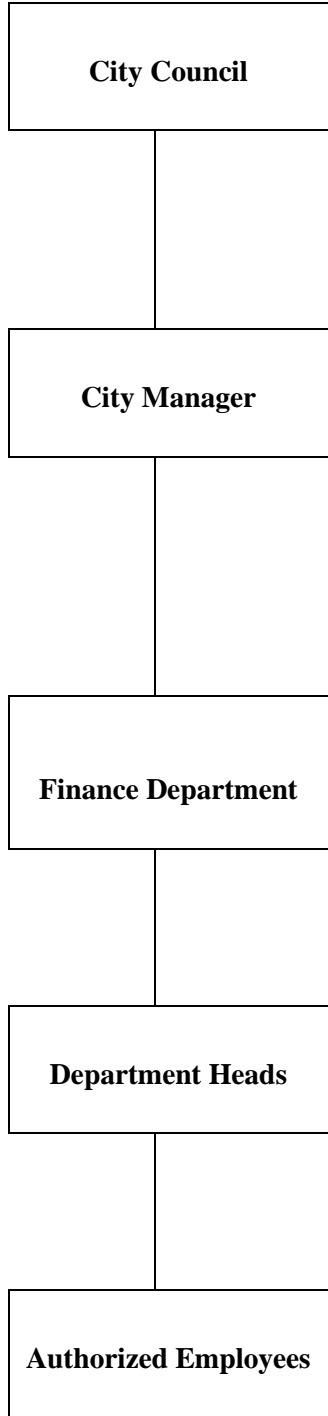 City Council
City Manager
Finance Department
Department Heads
Authorized Employees